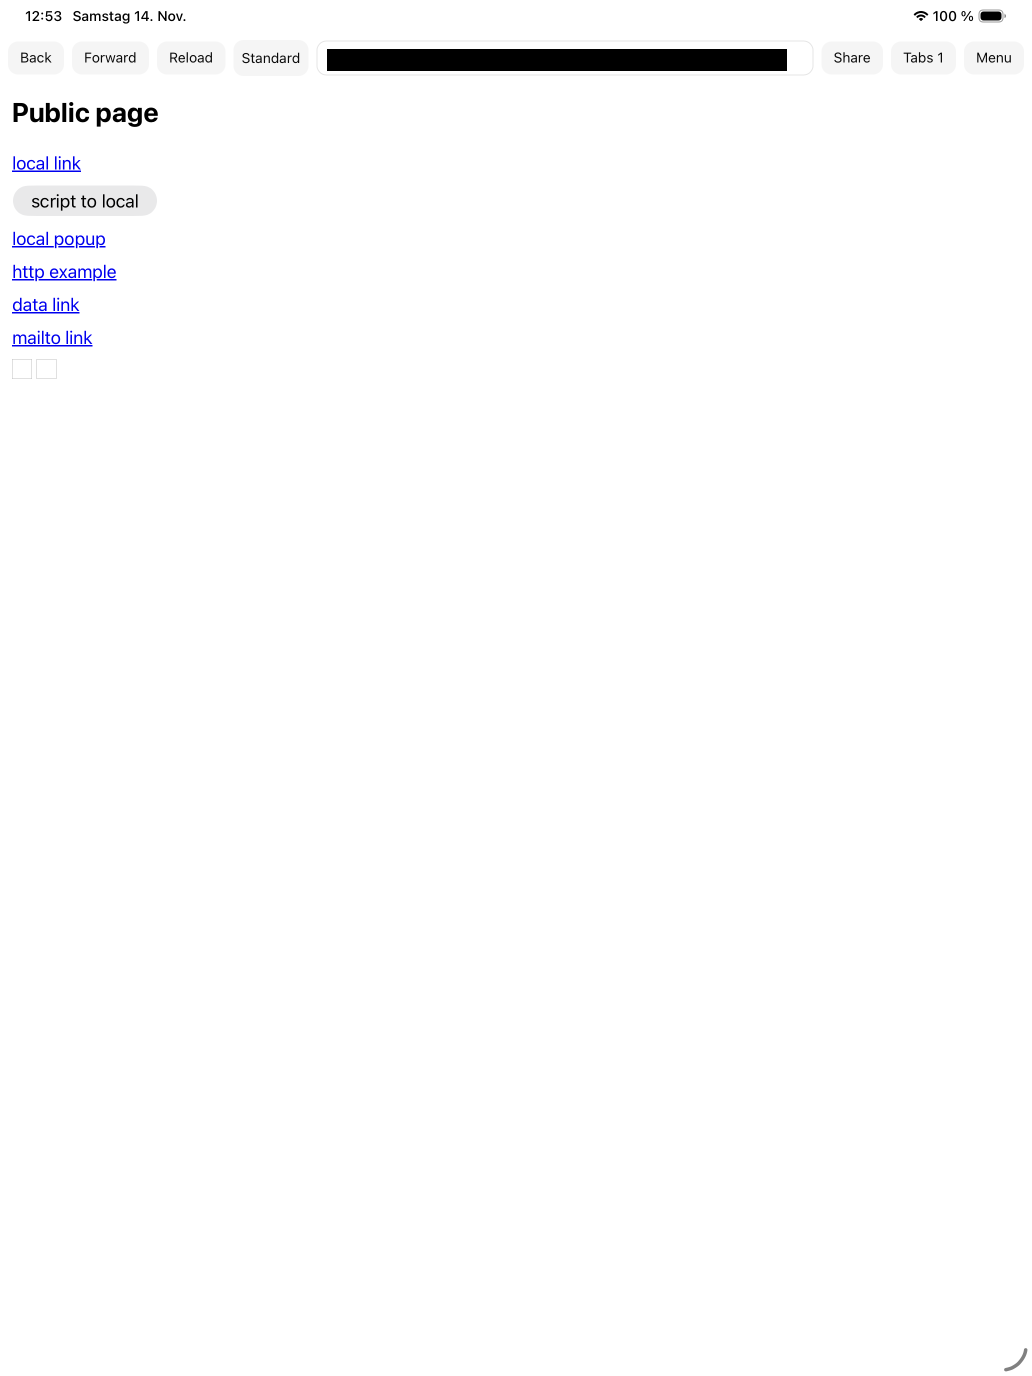 12:53 Samstag 14. Nov. 100 %
Back Forward Reload Standard Share Tabs 1 Menu
Public page
local link
script to local
local popup
http example
data link
mailto link